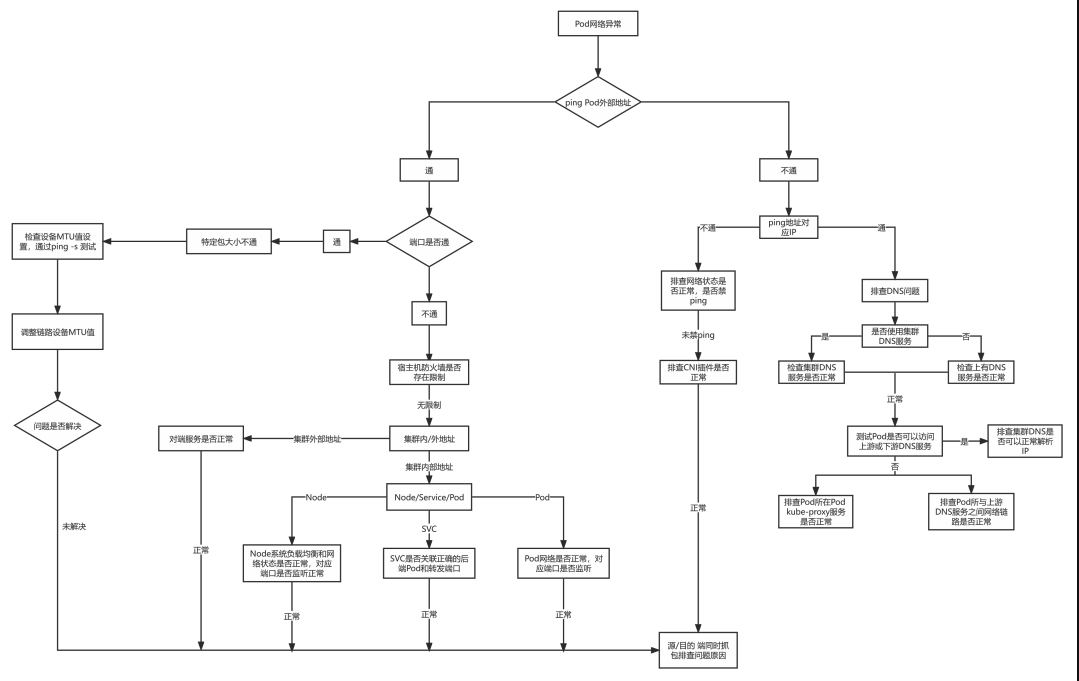 Pod网络异常
ping Pod外部地址
通
不通
检查设备MTU值设
置，通过ping -s 测试
特定包大小不通
通
端口是否通
不通
ping地址对
应IP
通
排查网络状态是
否正常，是否禁
ping
排查DNS问题
不通
调整链路设备MTU值
未禁ping
是否使用集群
DNS服务
是
否
宿主机防火墙是否
存在限制
排查CNI插件是否
正常
检查集群DNS
服务是否正常
检查上有DNS
服务是否正常
无限制
正常
问题是否解决
对端服务是否正常
集群外部地址
集群内/外地址
测试Pod是否可以访问
上游或下游DNS服务
是
排查集群DNS是
否可以正常解析
IP
集群内部地址
否
Node
Node/Service/Pod
Pod
正常
排查Pod所在Pod
kube-proxy服务
是否正常
排查Pod所与上游
DNS服务之间网络链
路是否正常
未解决
SVC
正常
Node系统负载均衡和网
络状态是否正常，对应
端口是否监听正常
SVC是否关联正确的后
端Pod和转发端口
Pod网络是否正常，对
应端口是否监听
正常
正常
正常
源/目的 端同时抓
包排查问题原因